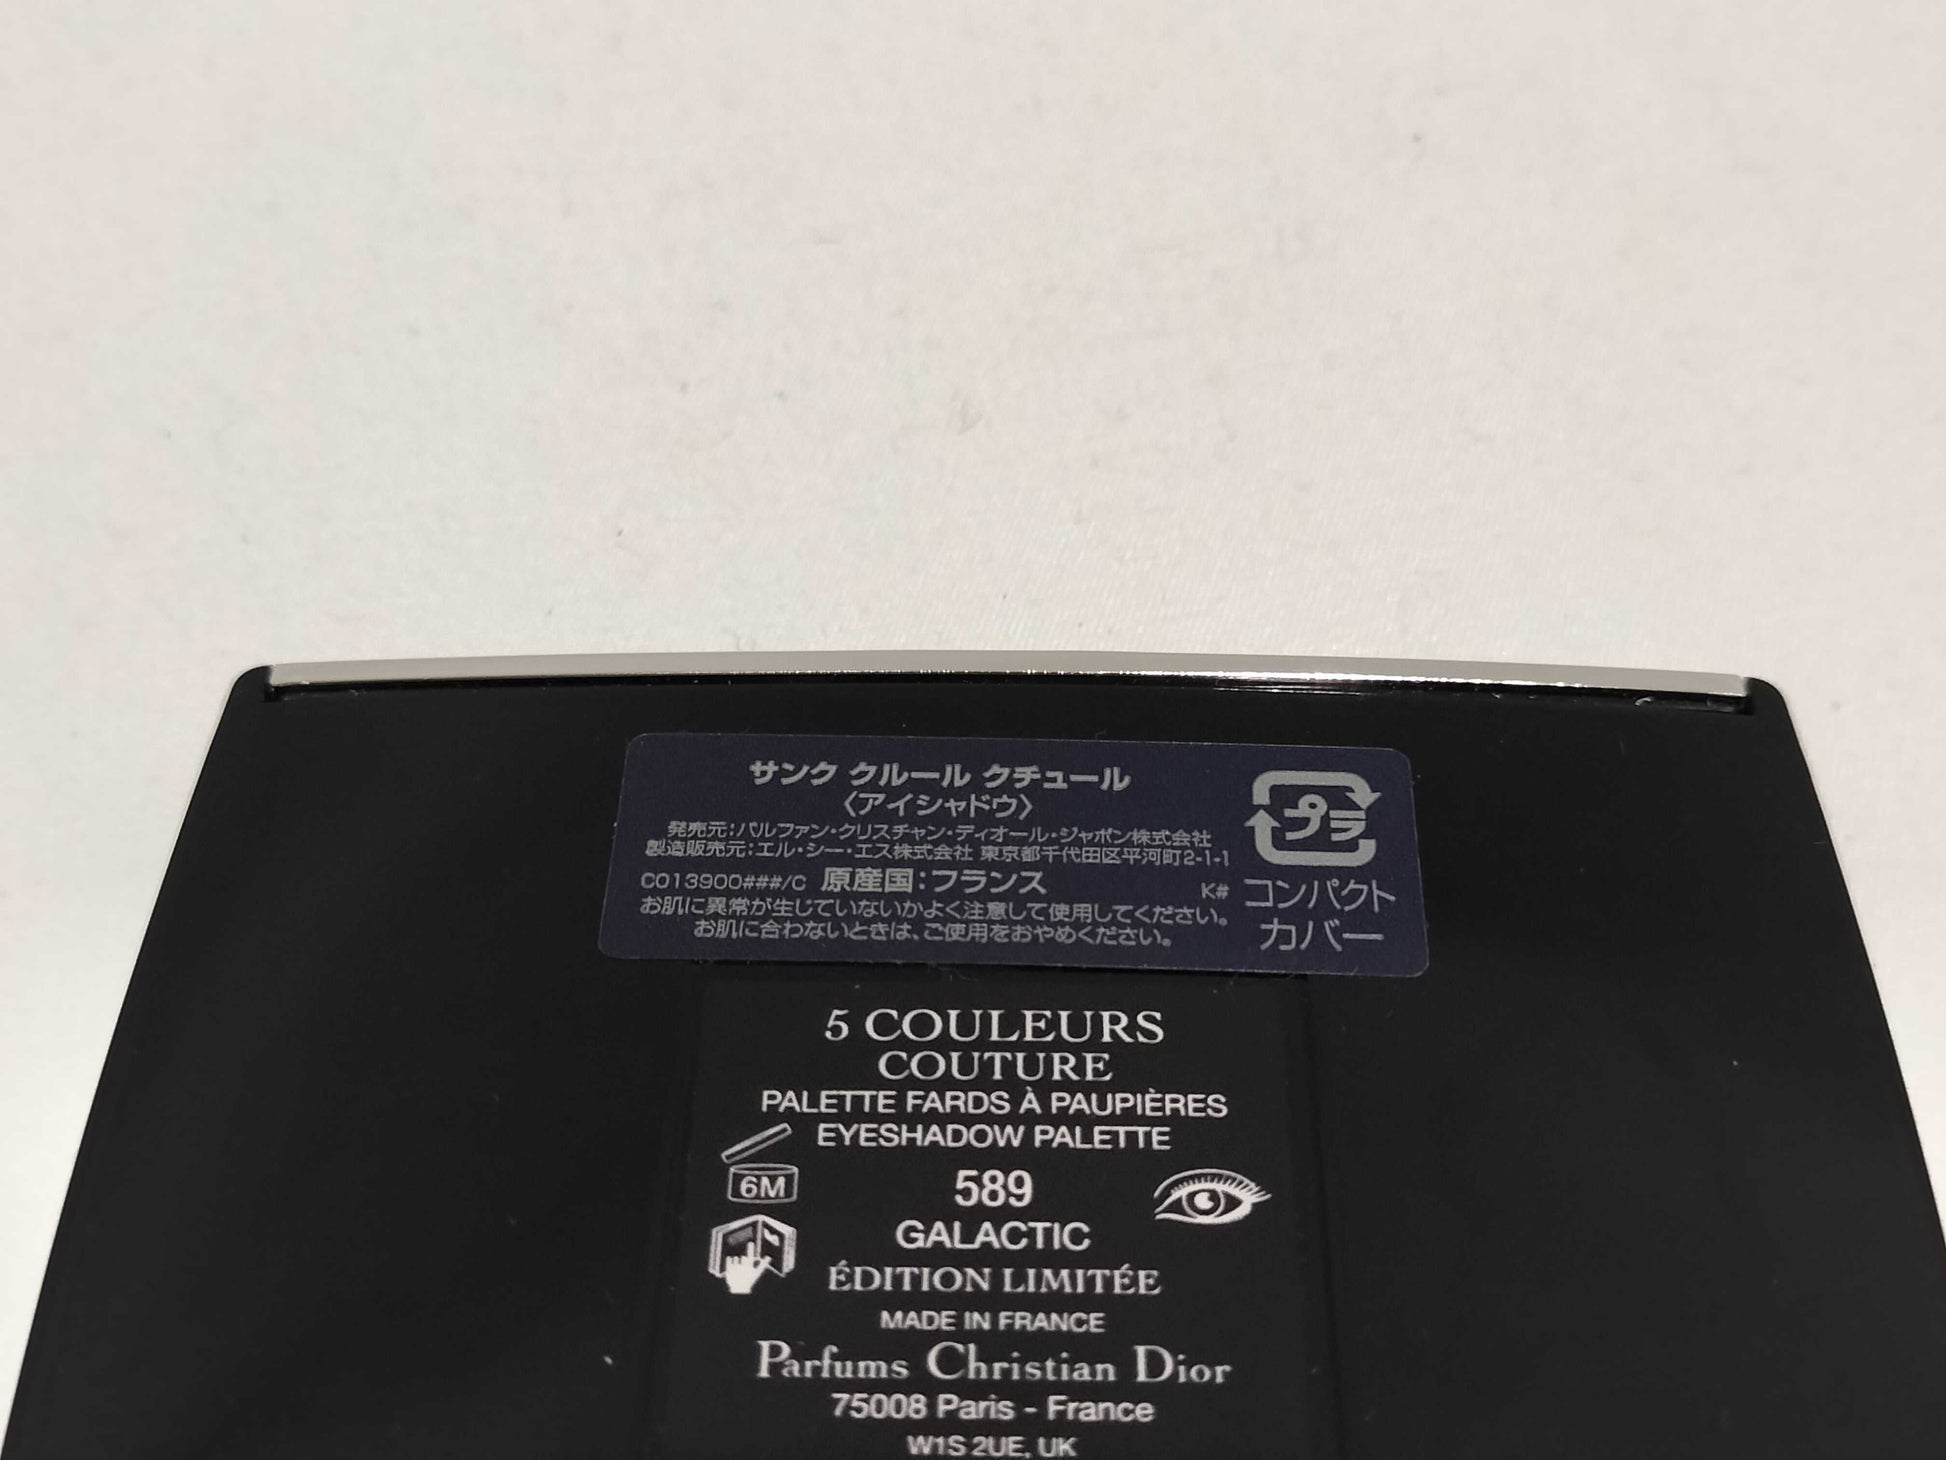 サンク クルール クチュール
〈アイシャドウ〉
発売元：パルファン・クリスチャン・ディオール・ジャポン株式会社
製造販売元：エル・シー・エス株式会社 東京都千代田区平河町2-1-1
C013900###/C 原産国：フランス K#
お肌に異常が生じていないかよく注意して使用してください。
お肌に合わないときは、ご使用をおやめください。
プラ
コンパクト
カバー
5 COULEURS
COUTURE
PALETTE FARDS À PAUPIÈRES
EYESHADOW PALETTE
6M
589
GALACTIC
ÉDITION LIMITÉE
MADE IN FRANCE
Parfums Christian Dior
75008 Paris - France
W1S 2UE, UK